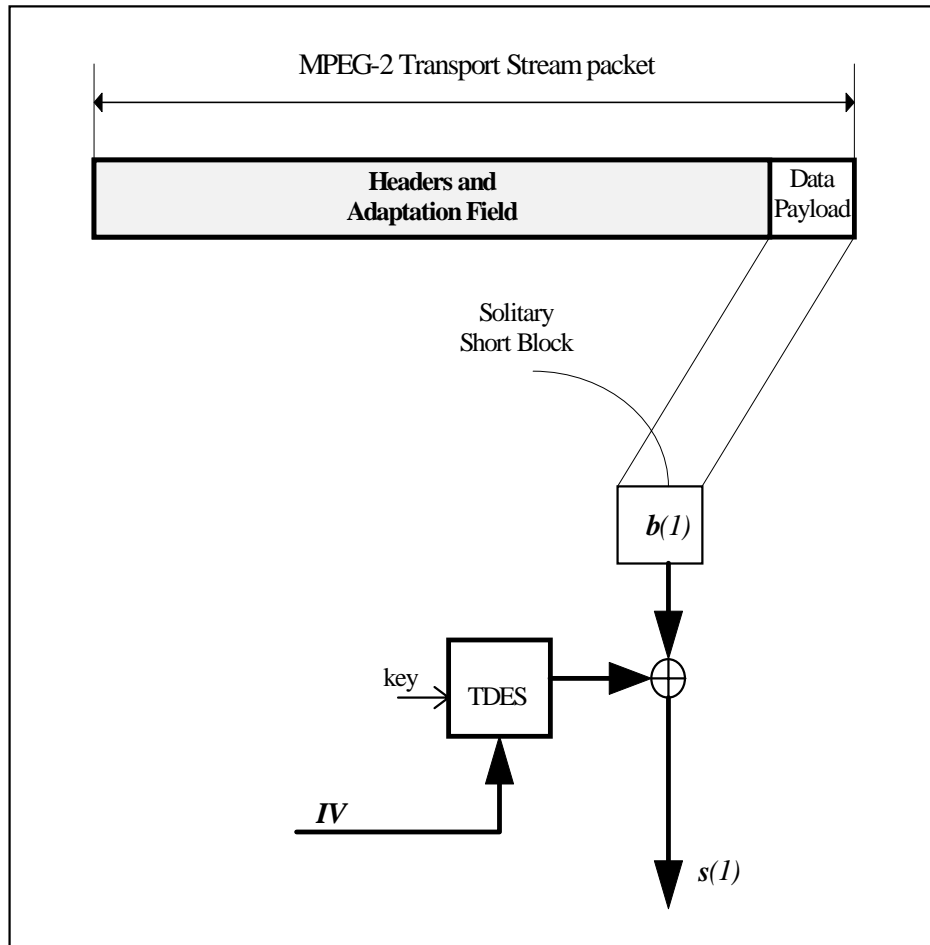 MPEG-2 Transport Stream packet
Headers and
Adaptation Field
Data
Payload
Solitary
Short Block
b(1)
key
TDES
IV
s(1)